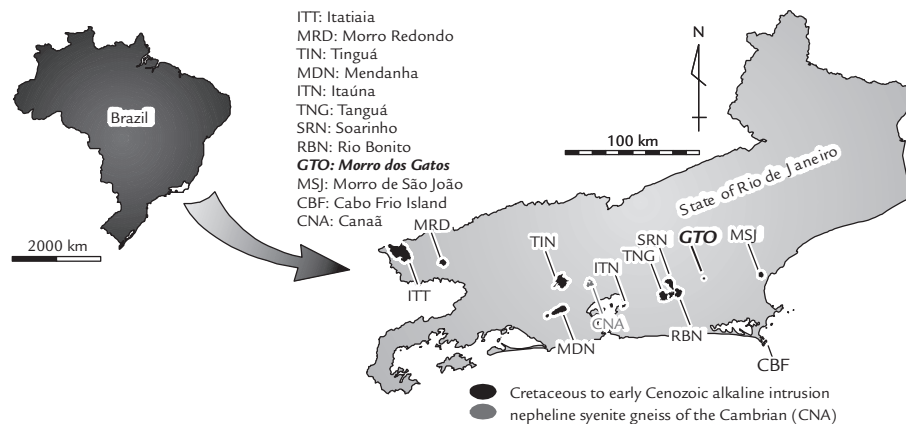 ITT: Itatiaia
MRD: Morro Redondo
TIN: Tinguá
MDN: Mendanha
ITN: Itaúna
TNG: Tanguá
SRN: Soarinho
RBN: Rio Bonito
GTO: Morro dos Gatos
MSJ: Morro de São João
CBF: Cabo Frio Island
CNA: Canaã
Brazil
2000 km
N
100 km
State of Rio de Janeiro
MRD
ITT
TIN
MDN
ITN
CNA
SRN
TNG
GTO
MSJ
RBN
CBF
Cretaceous to early Cenozoic alkaline intrusion
nepheline syenite gneiss of the Cambrian (CNA)